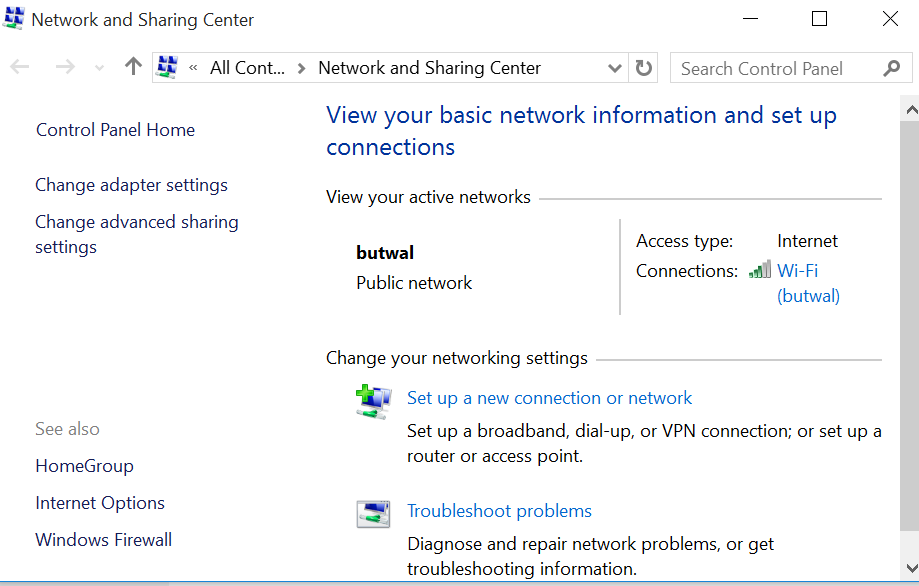 Network and Sharing Center
« All Cont... > Network and Sharing Center
Search Control Panel
Control Panel Home
Change adapter settings
Change advanced sharing
settings
See also
HomeGroup
Internet Options
Windows Firewall
View your basic network information and set up
connections
View your active networks
butwal
Public network
Access type: Internet
Connections: Wi-Fi
(butwal)
Change your networking settings
Set up a new connection or network
Set up a broadband, dial-up, or VPN connection; or set up a
router or access point.
Troubleshoot problems
Diagnose and repair network problems, or get
troubleshooting information.